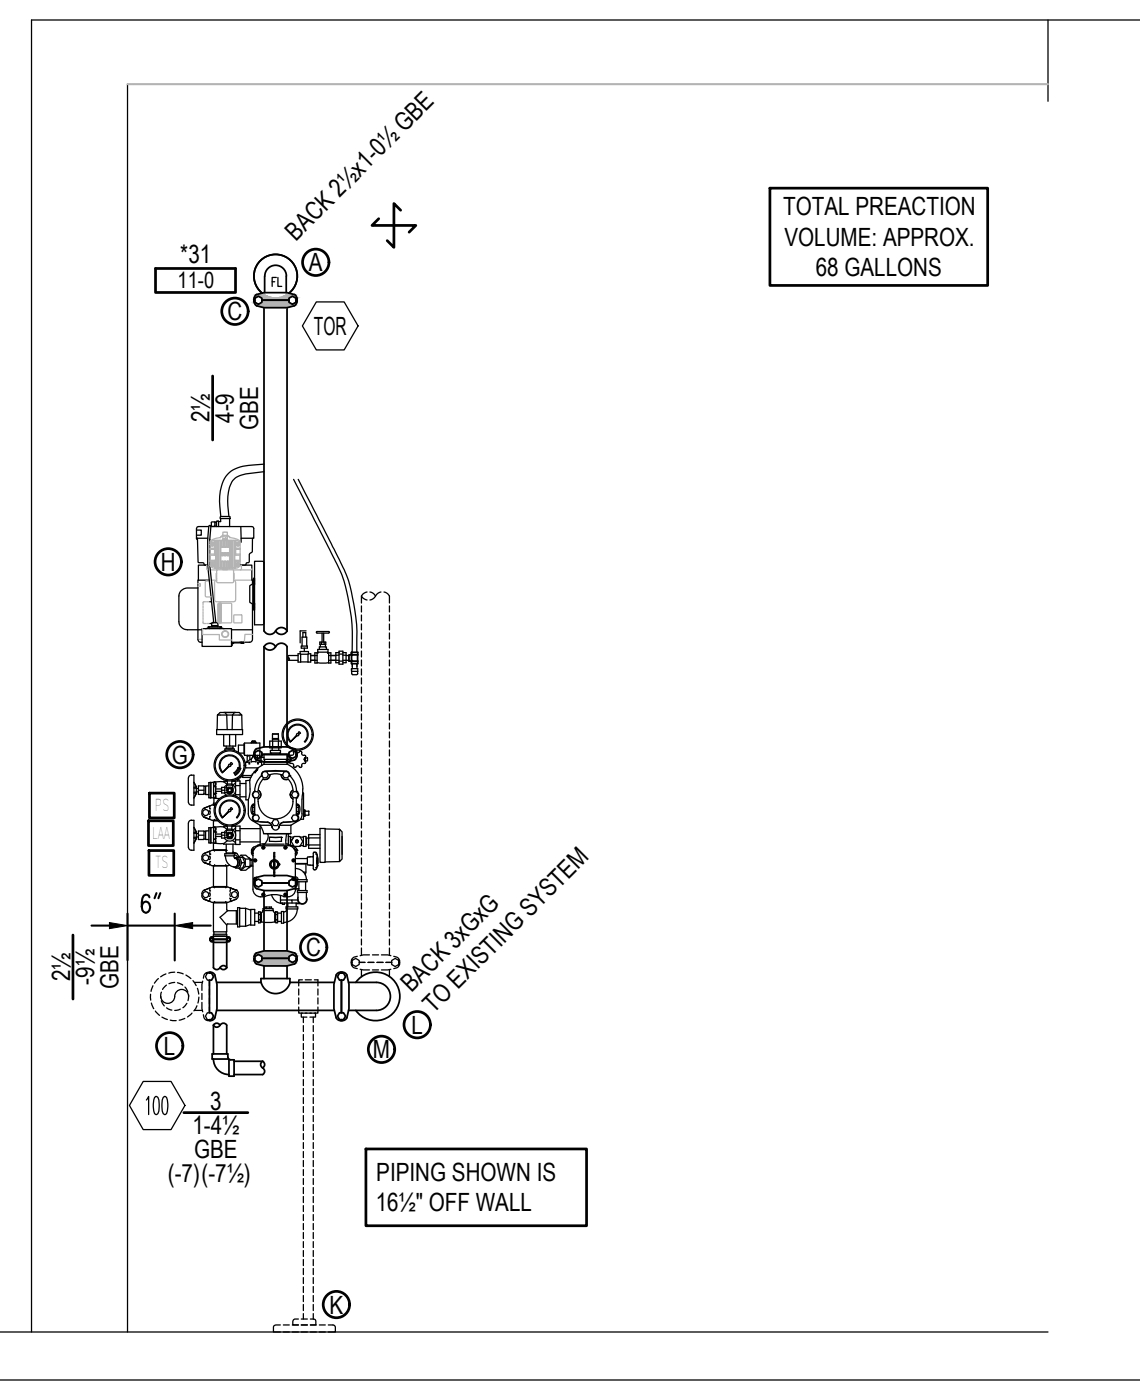 BACK 2½x1-0½ GBE
TOTAL PREACTION
VOLUME: APPROX.
68 GALLONS
*31
11-0
A
FL
C
TOR
2½
4-9
GBE
H
G
PS
LAA
TS
6"
2½
-9½
GBE
C
BACK 3xGxG
TO EXISTING SYSTEM
L
L
M
100
3
1-4½
GBE
(-7)(-7½)
PIPING SHOWN IS
16½" OFF WALL
K